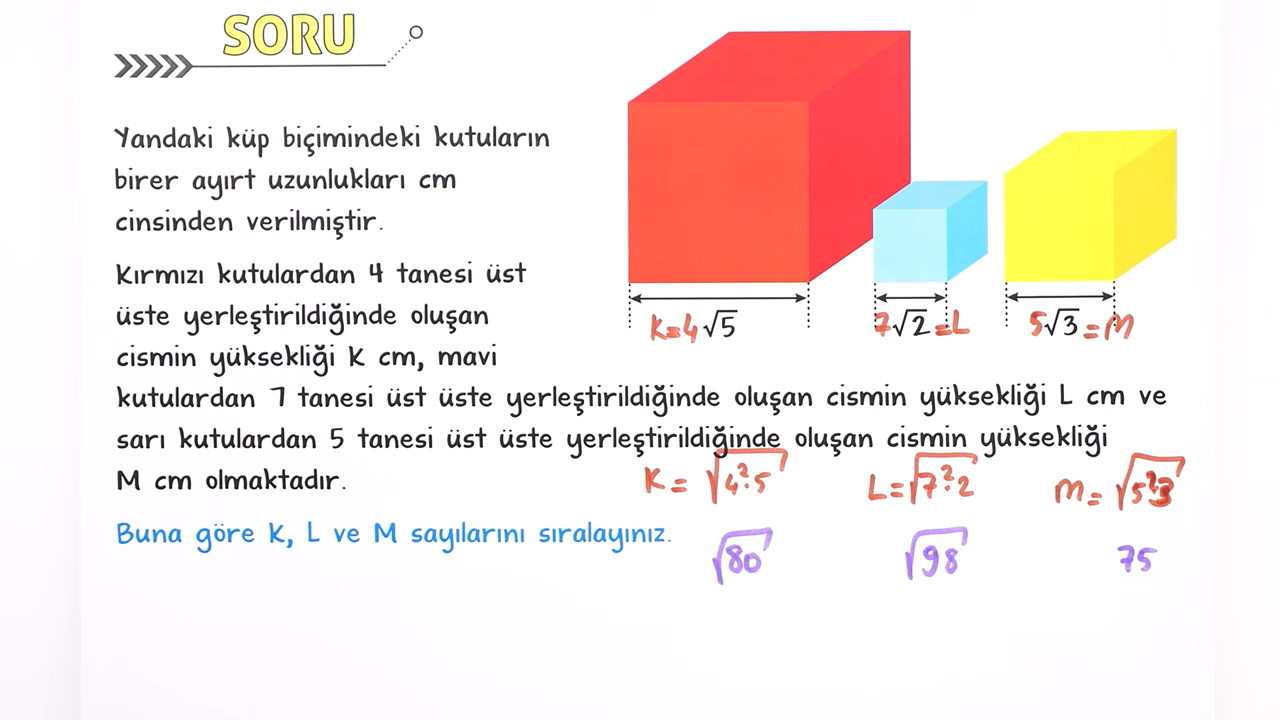 SORU
Yandaki küp biçimindeki kutuların
birer ayırt uzunlukları cm
cinsinden verilmiştir.
Kırmızı kutulardan 4 tanesi üst
üste yerleştirildiğinde oluşan
cismin yüksekliği K cm, mavi
kutulardan 7 tanesi üst üste yerleştirildiğinde oluşan cismin yüksekliği L cm ve
sarı kutulardan 5 tanesi üst üste yerleştirildiğinde oluşan cismin yüksekliği
M cm olmaktadır.
Buna göre K, L ve M sayılarını sıralayınız.
K=4√5
7√2=L
5√3=M
K=√4²·5
L=√7²·2
M=√5²·3
√80
√98
75